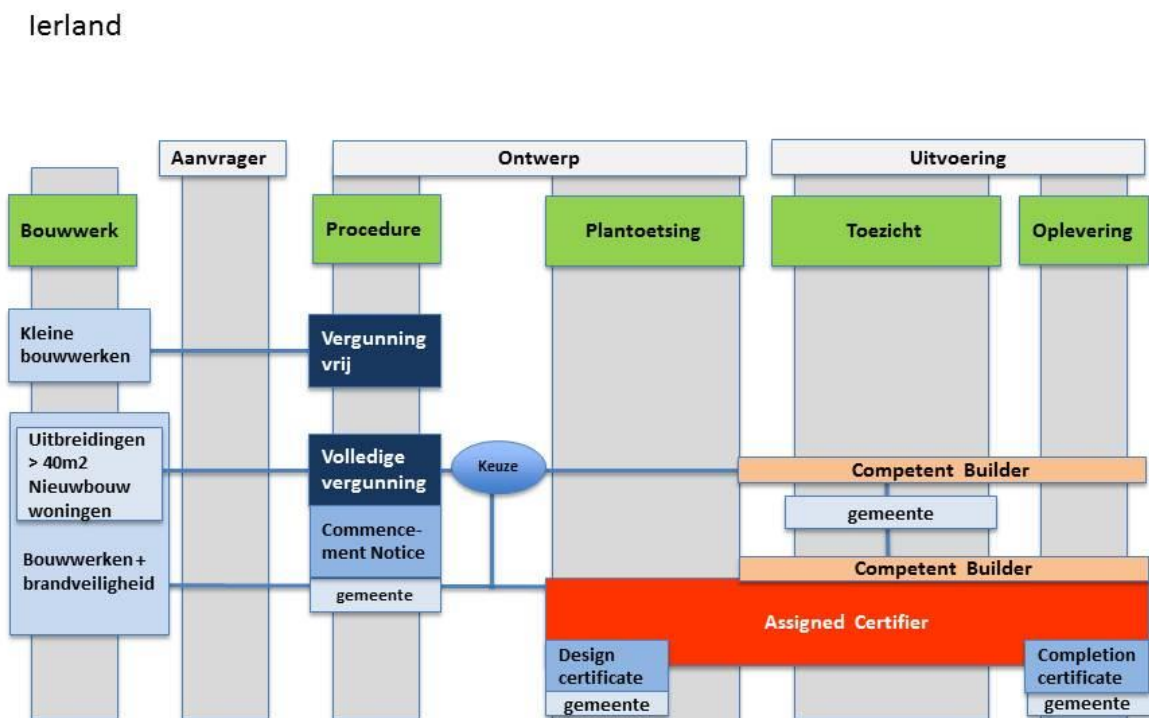 Ierland
Aanvrager
Ontwerp
Uitvoering
Bouwwerk
Procedure
Plantoetsing
Toezicht
Oplevering
Kleine
bouwwerken
Vergunning
vrij
Uitbreidingen
> 40m2
Nieuwbouw
woningen
Volledige
vergunning
Keuze
Competent Builder
Commence-
ment Notice
gemeente
Bouwwerken +
brandveiligheid
gemeente
Competent Builder
Assigned Certifier
Design
certificate
gemeente
Completion
certificate
gemeente